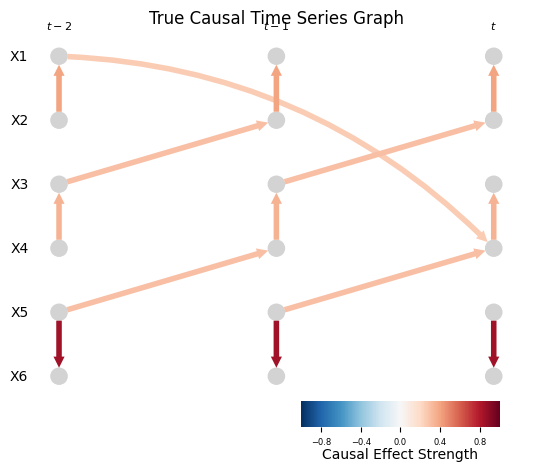 True Causal Time Series Graph
t − 2
t − 1
t
X1
X2
X3
X4
X5
X6
−0.8 −0.4 0.0 0.4 0.8
Causal Effect Strength